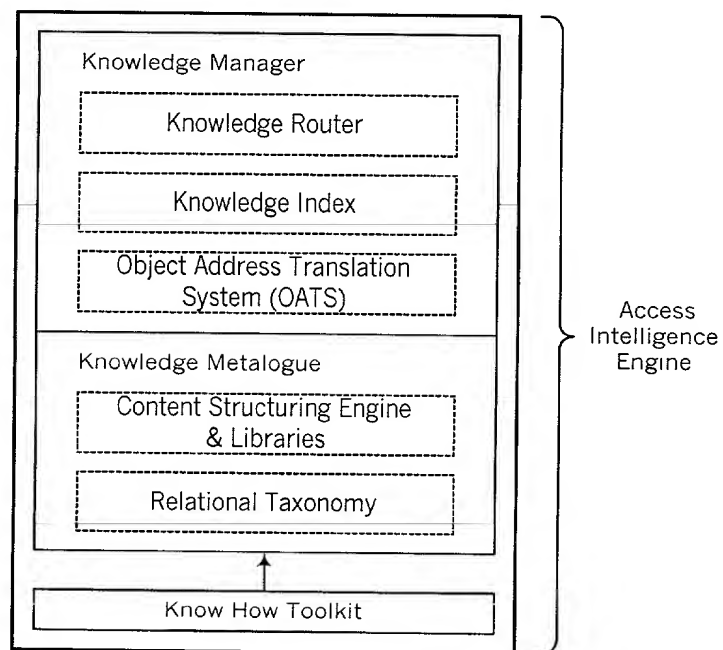 Knowledge Manager
Knowledge Router
Knowledge Index
Object Address Translation
System (OATS)
Knowledge Metalogue
Content Structuring Engine
& Libraries
Relational Taxonomy
Know How Toolkit
Access
Intelligence
Engine